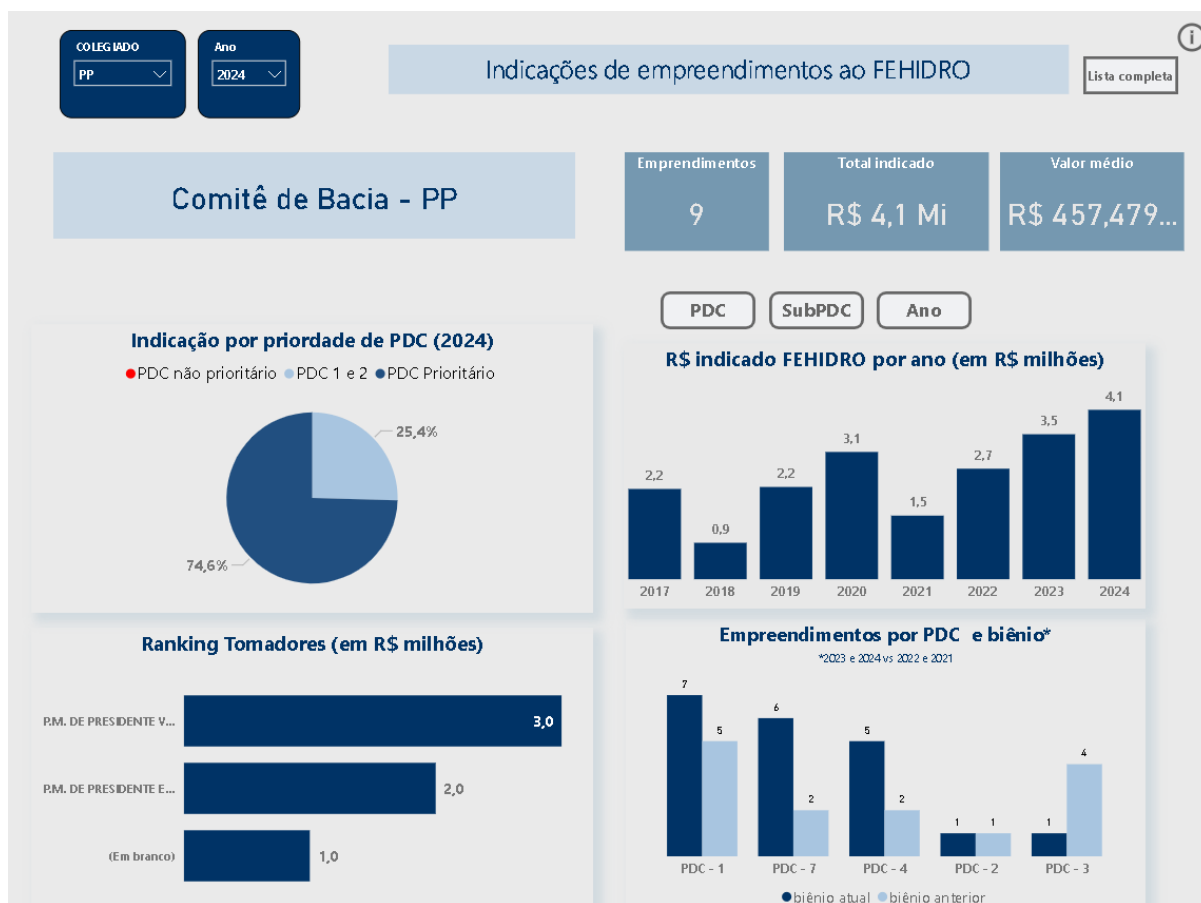 COLEGIADO
PP
Ano
2024
Indicações de empreendimentos ao FEHIDRO
i
Lista completa
Comitê de Bacia - PP
Emprendimentos
9
Total indicado
R$ 4,1 Mi
Valor médio
R$ 457,479...
PDC
SubPDC
Ano
Indicação por priordade de PDC (2024)
PDC não prioritário PDC 1 e 2 PDC Prioritário
25,4%
74,6%
R$ indicado FEHIDRO por ano (em R$ milhões)
2,2
0,9
2,2
3,1
1,5
2,7
3,5
4,1
2017 2018 2019 2020 2021 2022 2023 2024
Ranking Tomadores (em R$ milhões)
P.M. DE PRESIDENTE V... 3,0
P.M. DE PRESIDENTE E... 2,0
(Em branco) 1,0
Empreendimentos por PDC e biênio*
*2023 e 2024 vs 2022 e 2021
7 5 6 2 5 2 1 1 1 4
PDC - 1 PDC - 7 PDC - 4 PDC - 2 PDC - 3
biênio atual biênio anterior